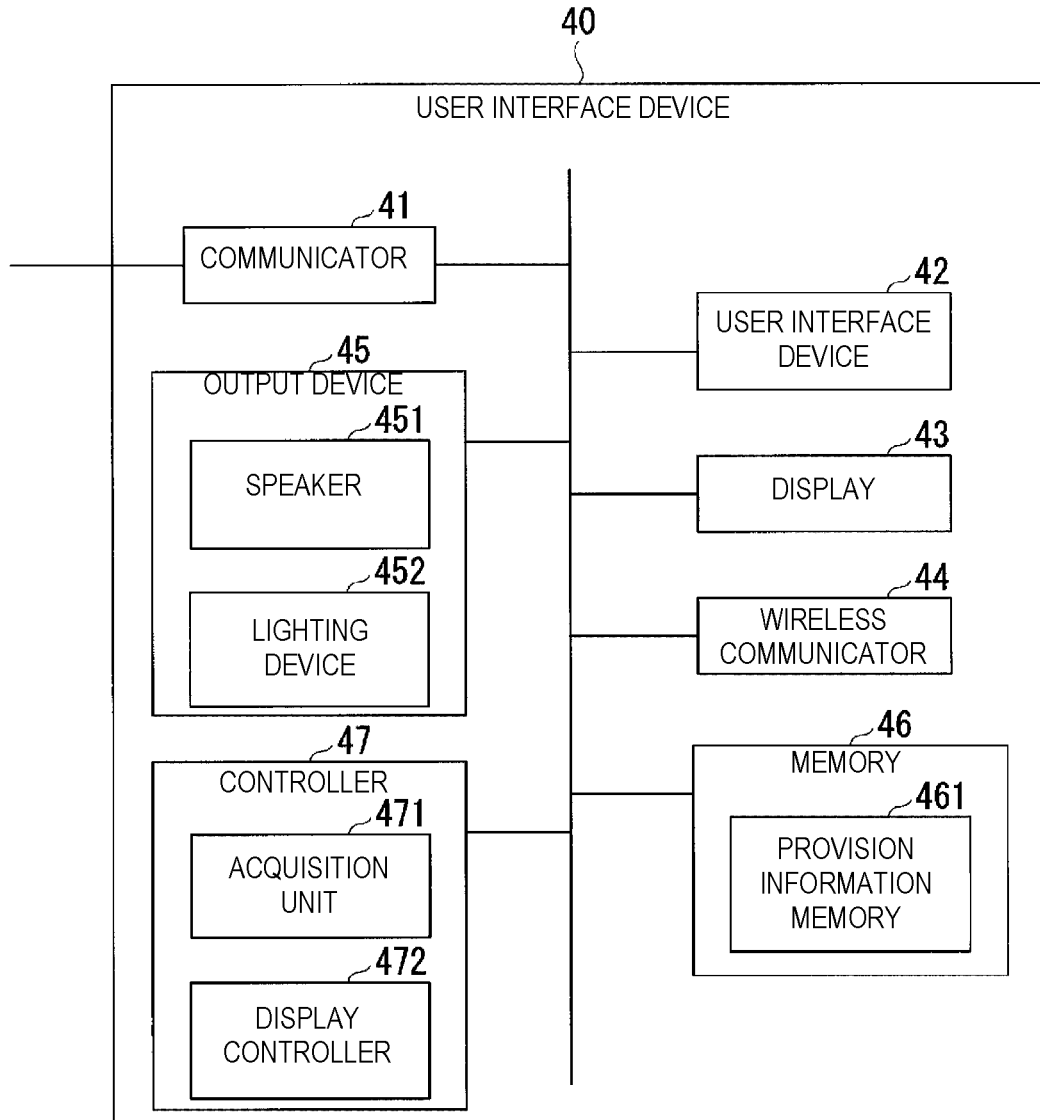 40
USER INTERFACE DEVICE
41
COMMUNICATOR
42
USER INTERFACE
DEVICE
45
OUTPUT DEVICE
451
SPEAKER
43
DISPLAY
452
LIGHTING
DEVICE
44
WIRELESS
COMMUNICATOR
47
CONTROLLER
46
MEMORY
471
ACQUISITION
UNIT
461
PROVISION
INFORMATION
MEMORY
472
DISPLAY
CONTROLLER